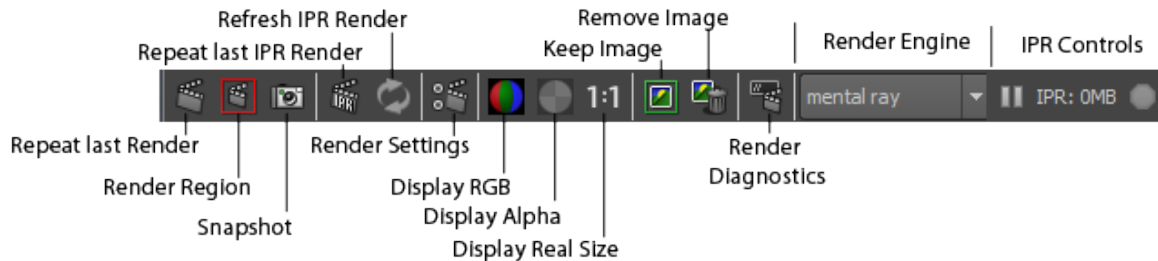 Refresh IPR Render
Remove Image
Repeat last IPR Render
Keep Image
Render Engine
IPR Controls
IPR
1:1
mental ray
IPR: 0MB
Repeat last Render
Render Settings
Render
Diagnostics
Render Region
Display RGB
Snapshot
Display Alpha
Display Real Size